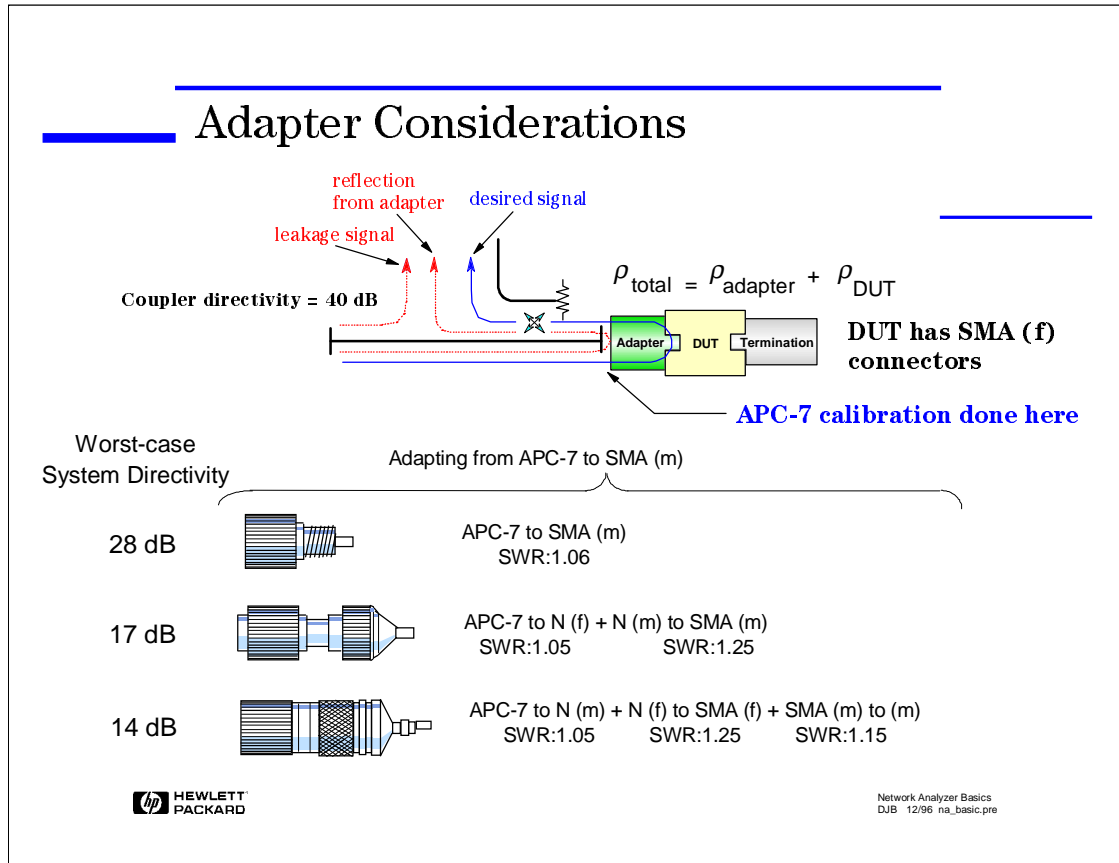 Adapter Considerations
reflection
from adapter
desired signal
leakage signal
Coupler directivity = 40 dB
ρ total = ρ adapter + ρ DUT
Adapter
DUT
Termination
DUT has SMA (f)
connectors
APC-7 calibration done here
Worst-case
System Directivity
Adapting from APC-7 to SMA (m)
28 dB
APC-7 to SMA (m)
SWR:1.06
17 dB
APC-7 to N (f) + N (m) to SMA (m)
SWR:1.05 SWR:1.25
14 dB
APC-7 to N (m) + N (f) to SMA (f) + SMA (m) to (m)
SWR:1.05 SWR:1.25 SWR:1.15
hp HEWLETT
PACKARD
Network Analyzer Basics
DJB 12/96 na_basic.pre